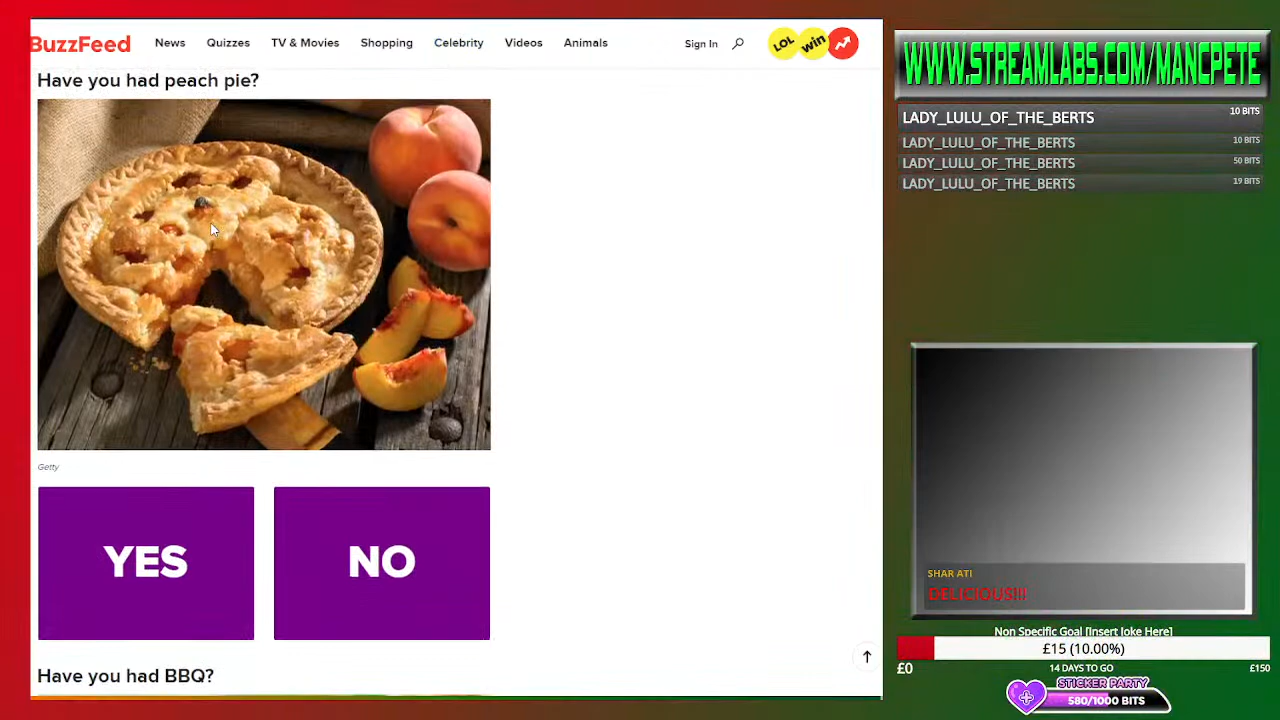 BuzzFeed
News
Quizzes
TV & Movies
Shopping
Celebrity
Videos
Animals
Sign In
LOL
win
Have you had peach pie?
Getty
YES
NO
Have you had BBQ?
WWW.STREAMLABS.COM/MANCPETE
LADY_LULU_OF_THE_BERTS 10 BITS
LADY_LULU_OF_THE_BERTS 10 BITS
LADY_LULU_OF_THE_BERTS 50 BITS
LADY_LULU_OF_THE_BERTS 19 BITS
SHAR ATI
DELICIOUS!!!
Non Specific Goal [Insert Joke Here]
£15 (10.00%)
£0 14 DAYS TO GO £150
STICKER PARTY
580/1000 BITS